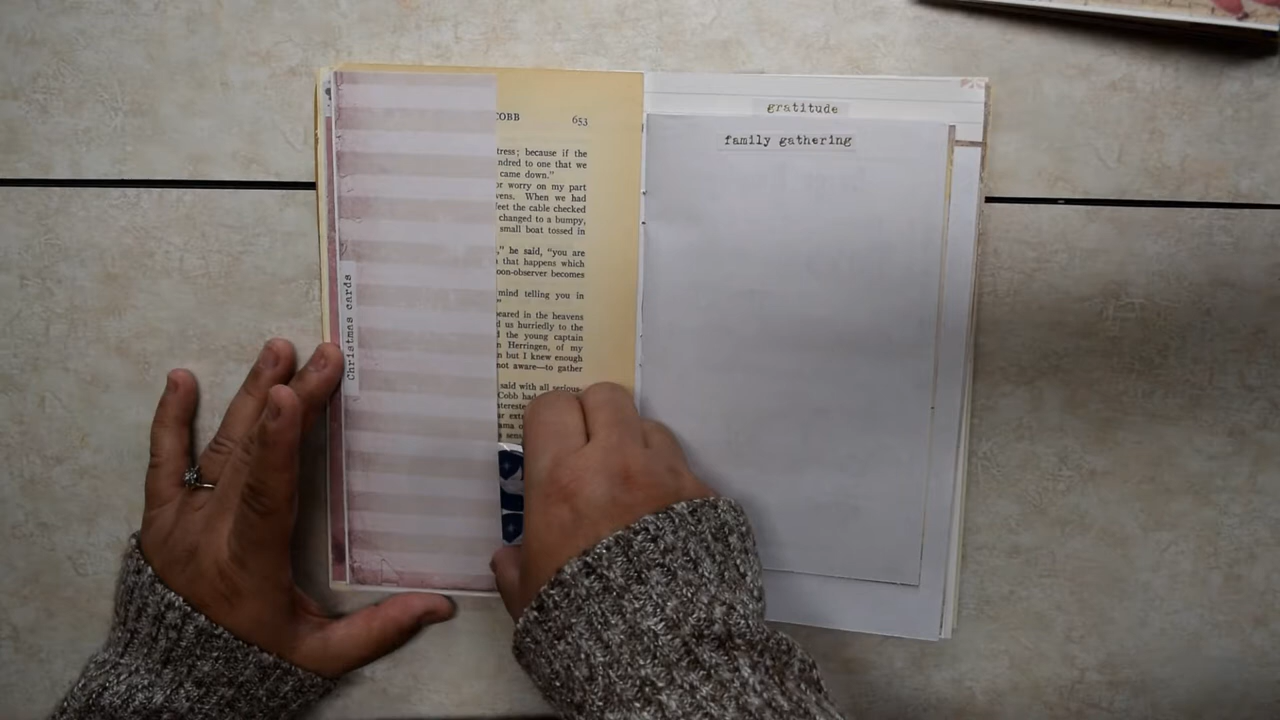 Christmas cards
COBB 653
tress; because if the
ndred to one that we
came down."
or worry on my part
vens. When we had
feet the cable checked
changed to a bumpy,
small boat tossed in
," he said, "you are
that happens which
oon-observer becomes
mind telling you in
peared in the heavens
d us hurriedly to the
the young captain
n Herringen, of my
n but I knew enough
not aware—to gather
said with all serious-
Cobb had
gratitude
family gathering